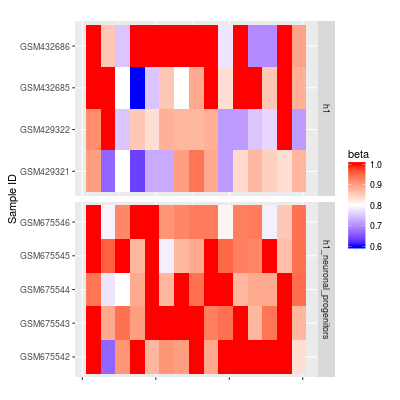 Sample ID
GSM432686
GSM432685
GSM429322
GSM429321
h1
GSM675546
GSM675545
GSM675544
GSM675543
GSM675542
h1_neuronal_progenitors
beta
1.0
0.9
0.8
0.7
0.6